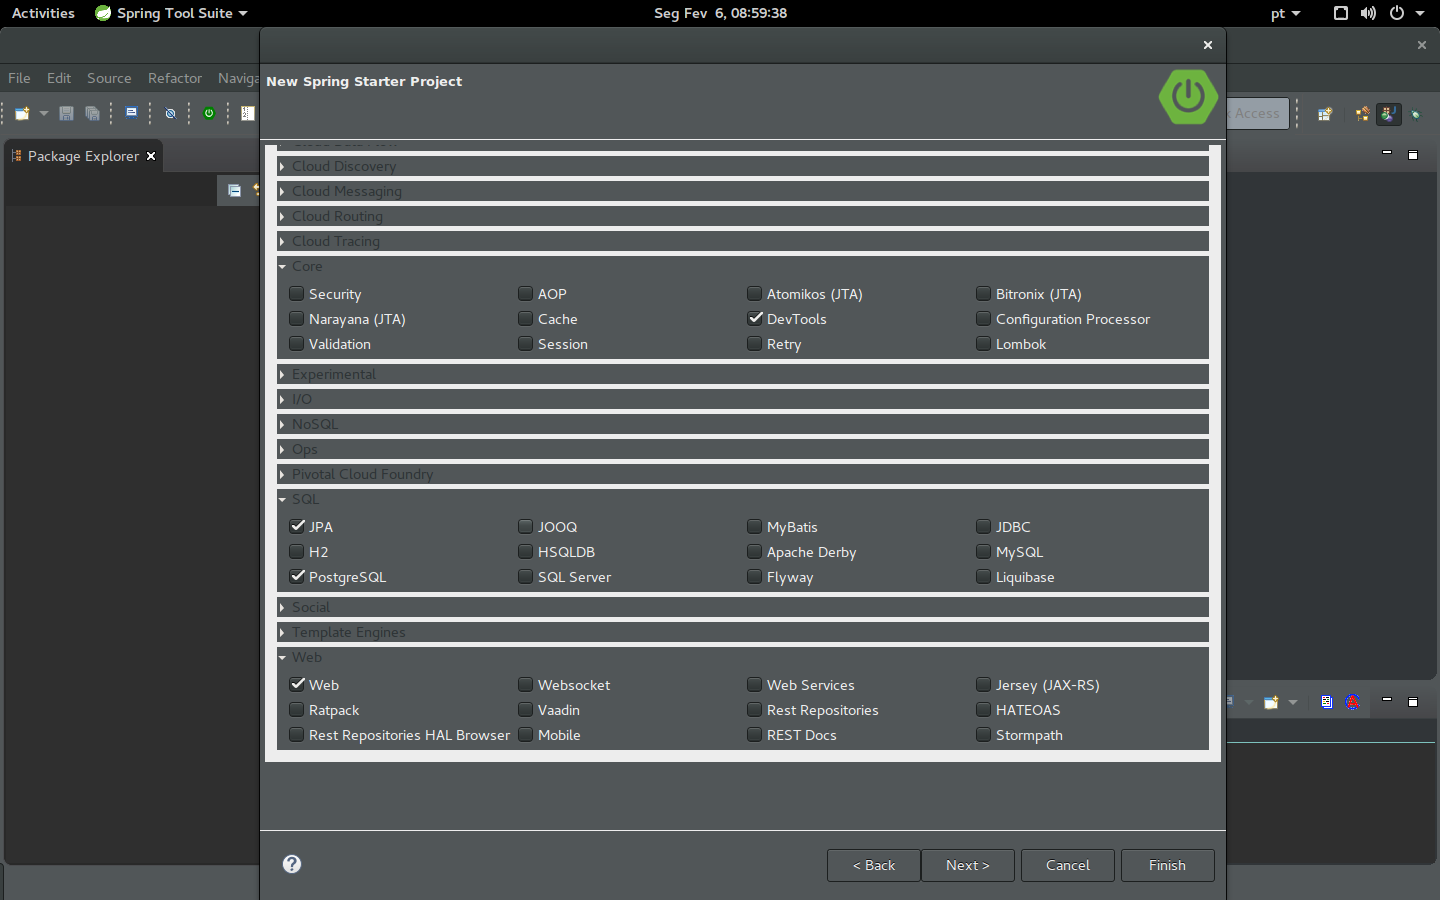 Activities Spring Tool Suite Seg Fev 6, 08:59:38 pt
File Edit Source Refactor Naviga
New Spring Starter Project
Access
Package Explorer
Cloud Discovery
Cloud Messaging
Cloud Routing
Cloud Tracing
Core
Security AOP Atomikos (JTA) Bitronix (JTA)
Narayana (JTA) Cache DevTools Configuration Processor
Validation Session Retry Lombok
Experimental
I/O
NoSQL
Ops
Pivotal Cloud Foundry
SQL
JPA JOOQ MyBatis JDBC
H2 HSQLDB Apache Derby MySQL
PostgreSQL SQL Server Flyway Liquibase
Social
Template Engines
Web
Web Websocket Web Services Jersey (JAX-RS)
Ratpack Vaadin Rest Repositories HATEOAS
Rest Repositories HAL Browser Mobile REST Docs Stormpath
< Back Next > Cancel Finish